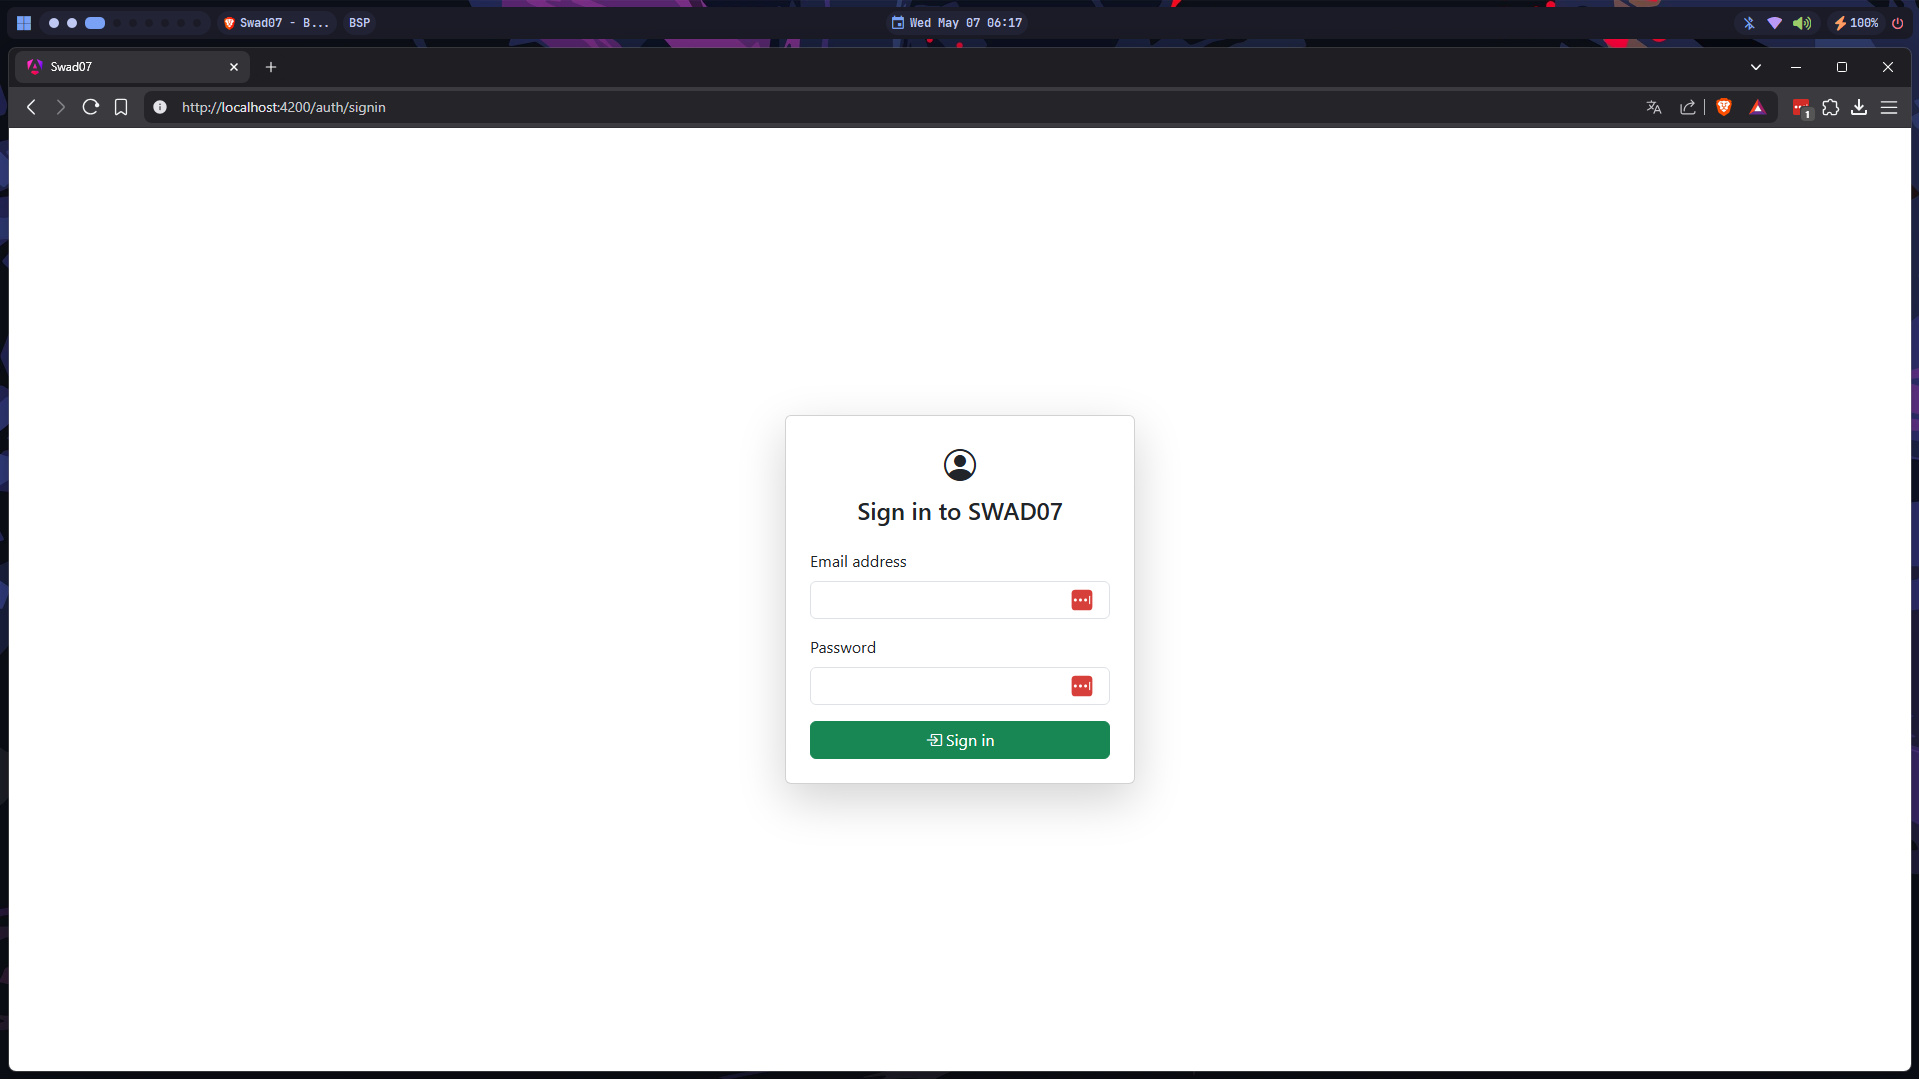 Swad07 - B...
BSP
Wed May 07 06:17
100%
Swad07
http://localhost:4200/auth/signin
1
Sign in to SWAD07
Email address
Password
Sign in